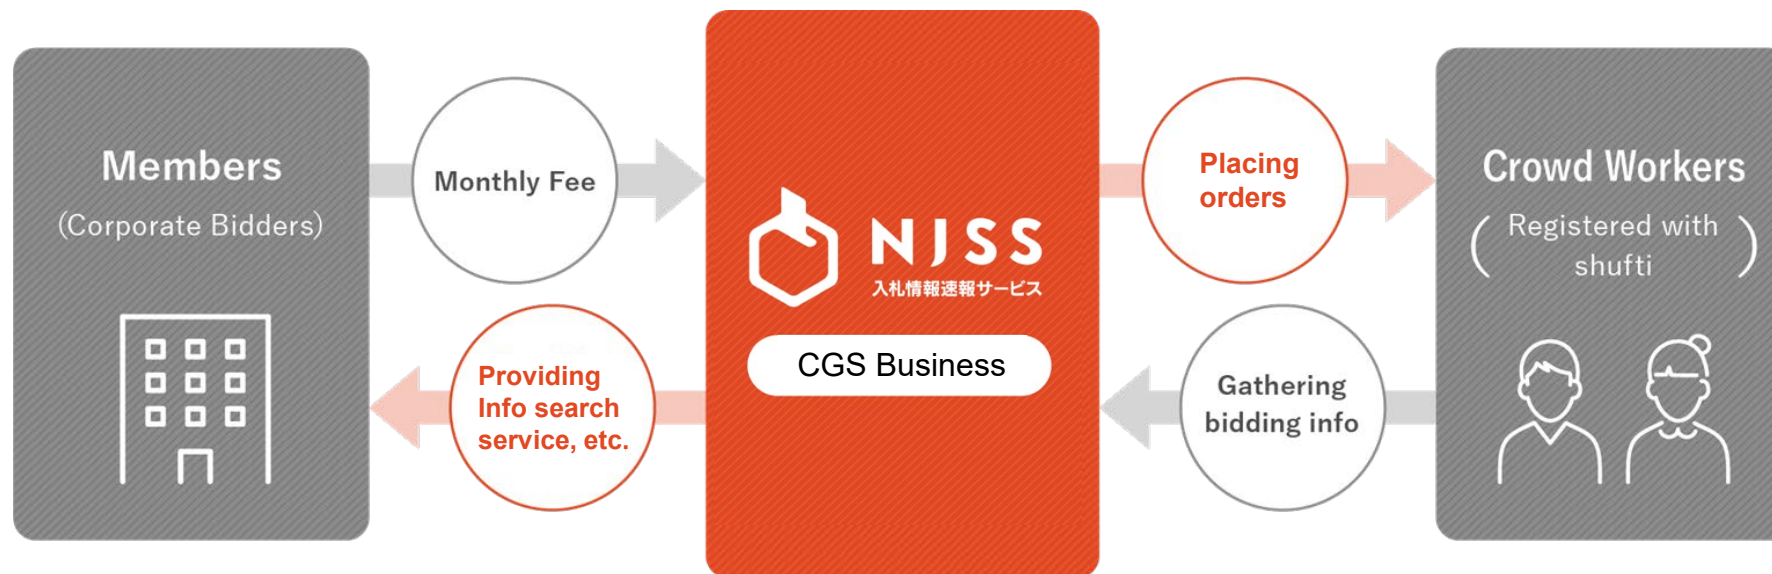 Members
(Corporate Bidders)
Monthly Fee
Providing
Info search
service, etc.
NJSS
入札情報速報サービス
CGS Business
Placing
orders
Gathering
bidding info
Crowd Workers
(Registered with
shufti)